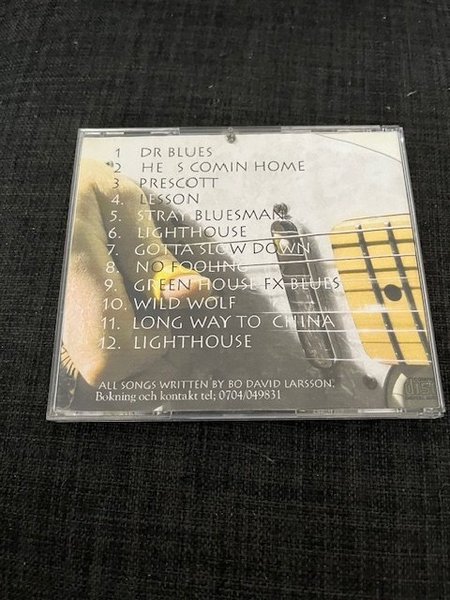 1 DR BLUES
2 HE S COMIN HOME
3 PRESCOTT
4. LESSON
5. STRAY BLUESMAN
6. LIGHTHOUSE
7. GOTTA SLOW DOWN
8. NO FOOLING
9. GREEN HOUSE FX BLUES
10. WILD WOLF
11. LONG WAY TO CHINA
12. LIGHTHOUSE
ALL SONGS WRITTEN BY BO DAVID LARSSON.
Bokning och kontakt tel; 0704/049831